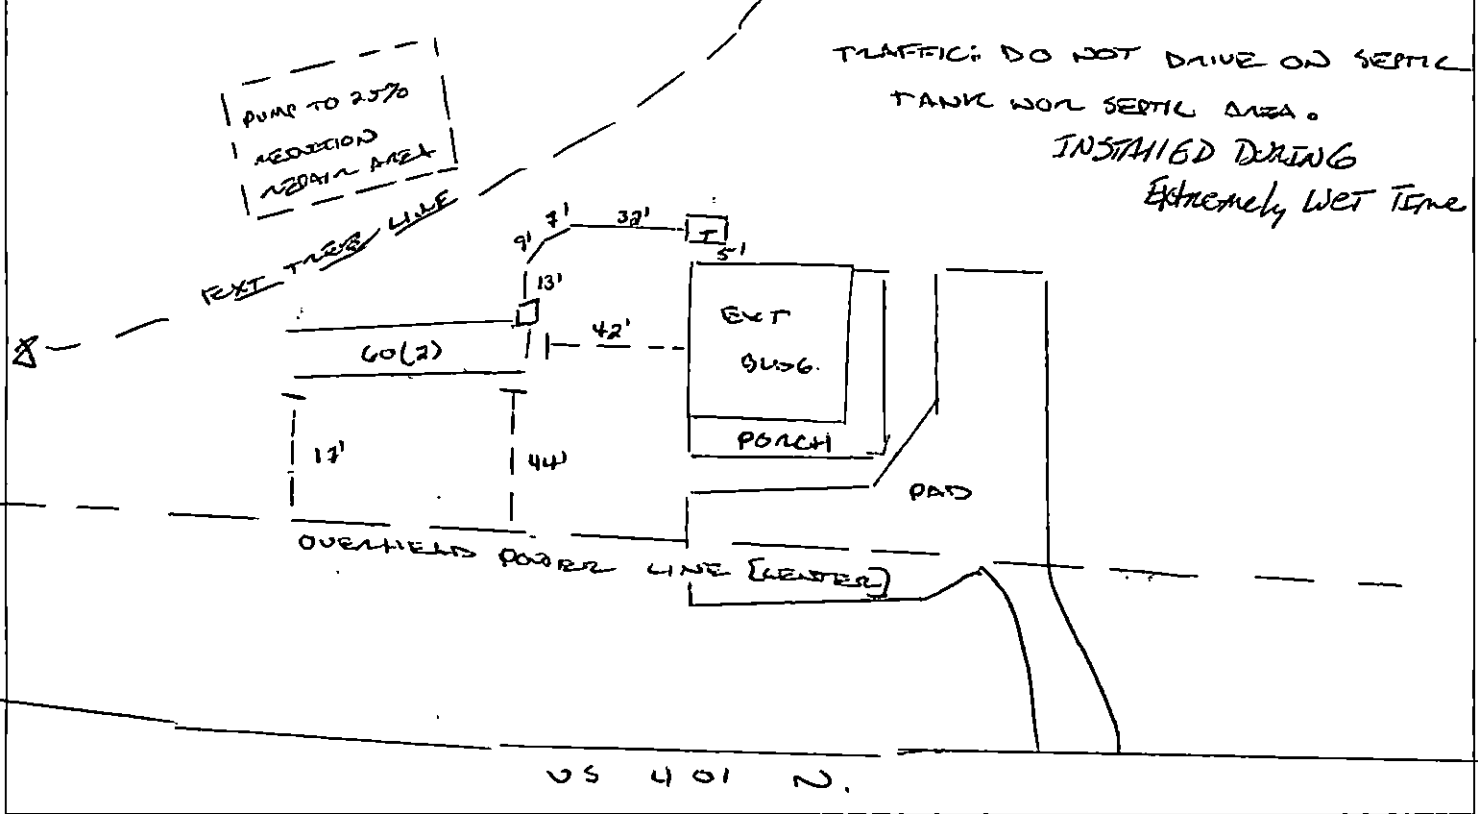 TRAFFIC: DO NOT DRIVE ON SEPTIC
TANK NOR SEPTIC AREA.
INSTALLED DURING
Extremely WET Time
PUMP TO 25%
REDUCTION
REPAIR AREA
EXT TREE LINE
7'
32'
9'
T
5'
13'
42'
EXT
BLDG.
60(2)
PORCH
17'
44'
PAD
OVERHEAD POWER LINE [CENTER]
US 401 N.